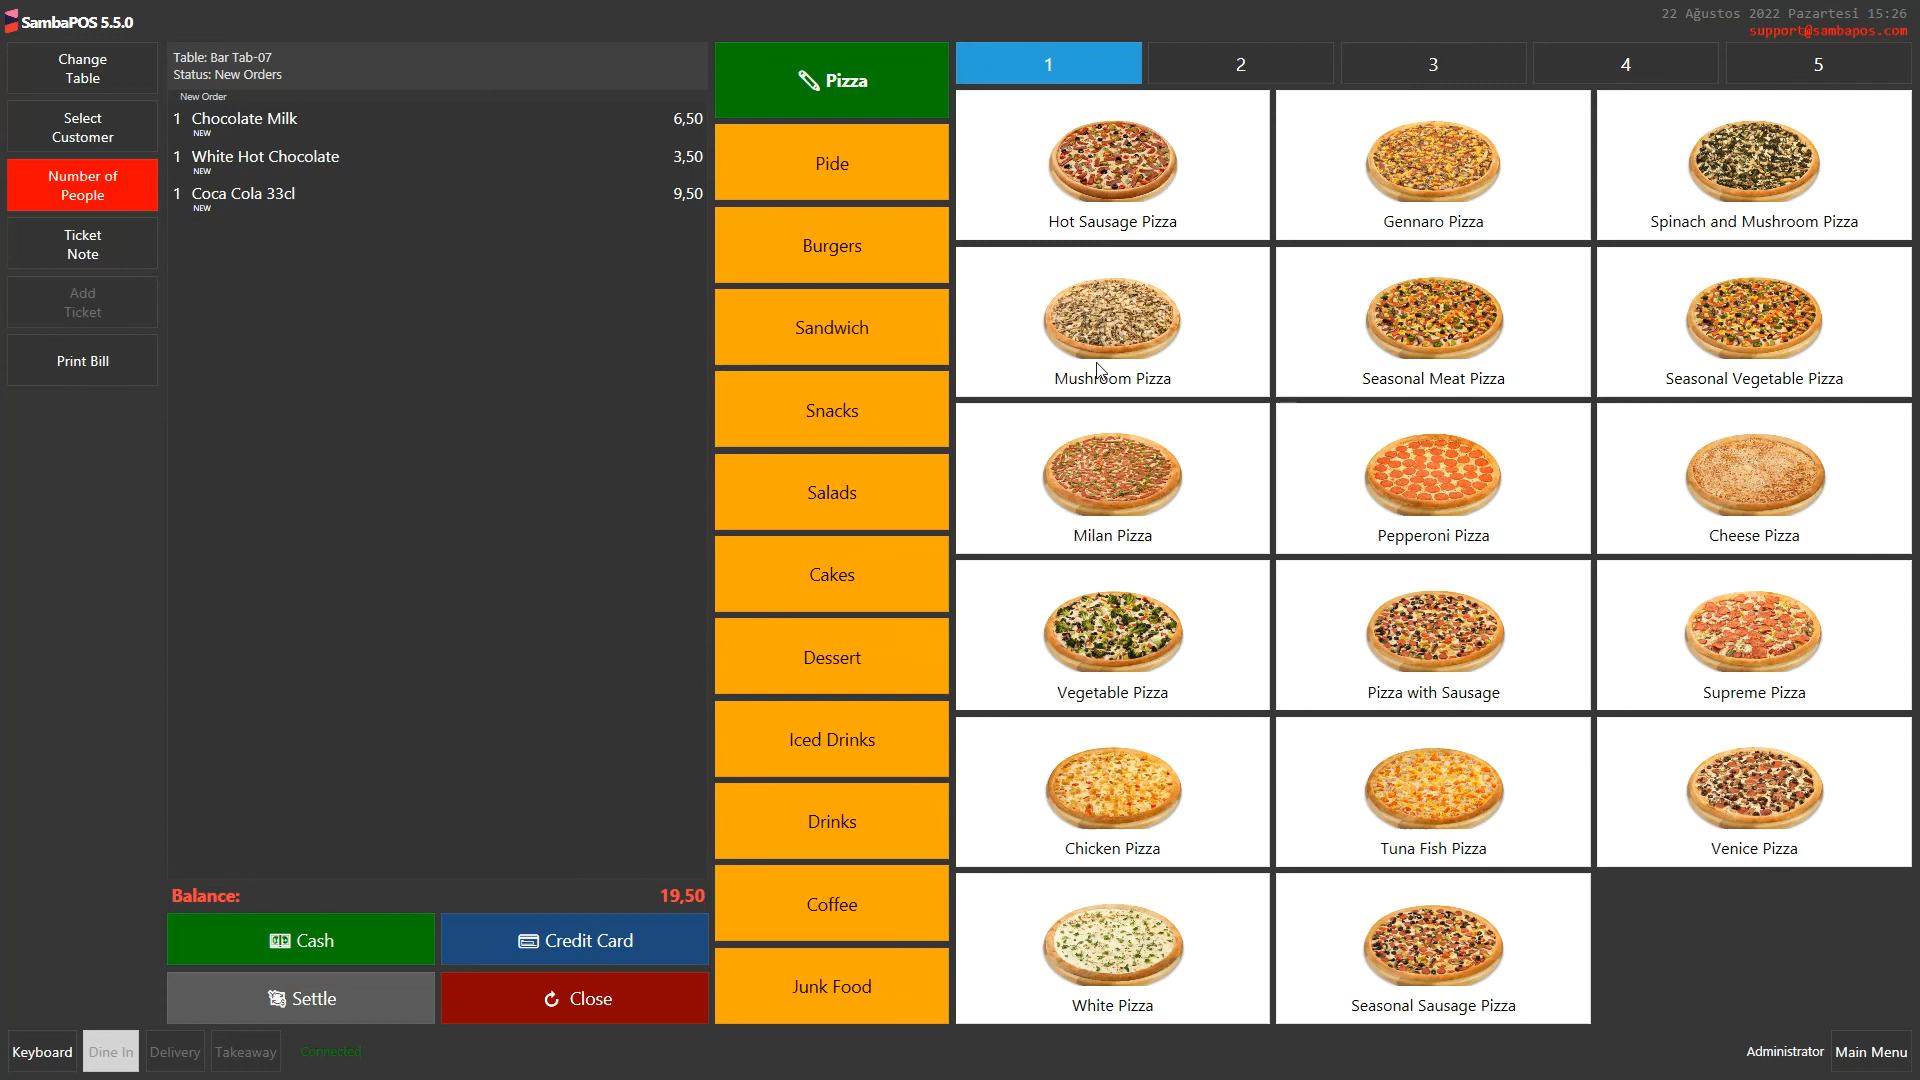 SambaPOS 5.5.0
22 Ağustos 2022 Pazartesi 15:26
support@sambapos.com
Change
Table
Select
Customer
Number of
People
Ticket
Note
Add
Ticket
Print Bill
Table: Bar Tab-07
Status: New Orders
New Order
1 Chocolate Milk 6,50
NEW
1 White Hot Chocolate 3,50
NEW
1 Coca Cola 33cl 9,50
NEW
Balance: 19,50
Cash
Credit Card
Settle
Close
Pizza
Pide
Burgers
Sandwich
Snacks
Salads
Cakes
Dessert
Iced Drinks
Drinks
Coffee
Junk Food
1 2 3 4 5
Hot Sausage Pizza
Gennaro Pizza
Spinach and Mushroom Pizza
Mushroom Pizza
Seasonal Meat Pizza
Seasonal Vegetable Pizza
Milan Pizza
Pepperoni Pizza
Cheese Pizza
Vegetable Pizza
Pizza with Sausage
Supreme Pizza
Chicken Pizza
Tuna Fish Pizza
Venice Pizza
White Pizza
Seasonal Sausage Pizza
Keyboard
Dine In
Delivery
Takeaway
Connected
Administrator
Main Menu